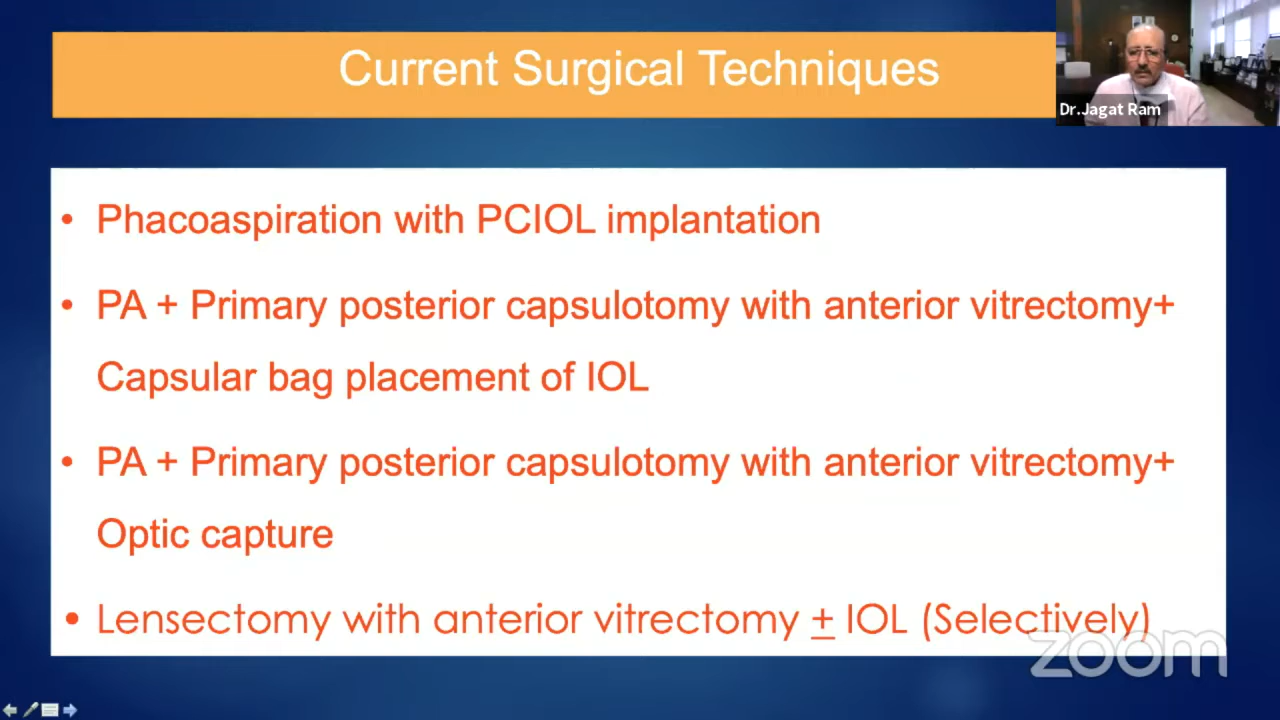 Current Surgical Techniques
Dr.Jagat Ram
• Phacoaspiration with PCIOL implantation
• PA + Primary posterior capsulotomy with anterior vitrectomy+
Capsular bag placement of IOL
• PA + Primary posterior capsulotomy with anterior vitrectomy+
Optic capture
• Lensectomy with anterior vitrectomy ± IOL (Selectively)
zoom